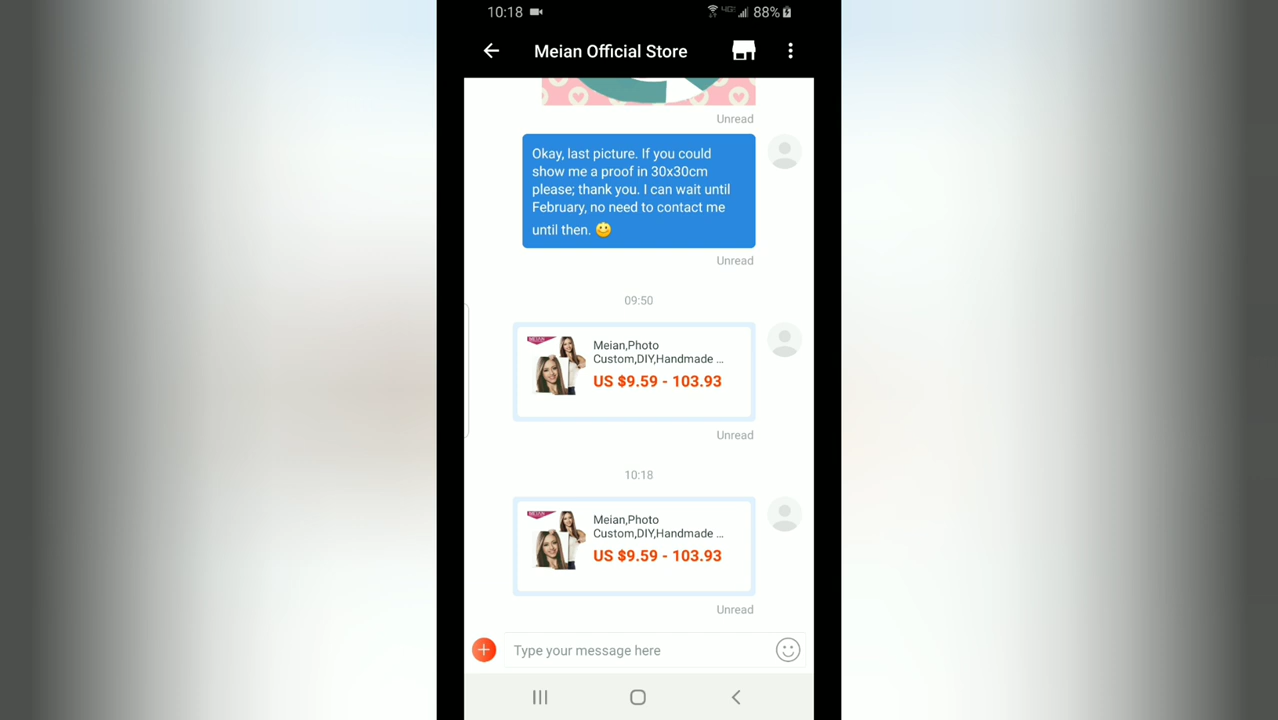 10:18
4G 88%
Meian Official Store
Unread
Okay, last picture. If you could
show me a proof in 30x30cm
please; thank you. I can wait until
February, no need to contact me
until then. 🙂
Unread
09:50
MEIAN
Meian,Photo
Custom,DIY,Handmade ...
US $9.59 - 103.93
Unread
10:18
MEIAN
Meian,Photo
Custom,DIY,Handmade ...
US $9.59 - 103.93
Unread
Type your message here